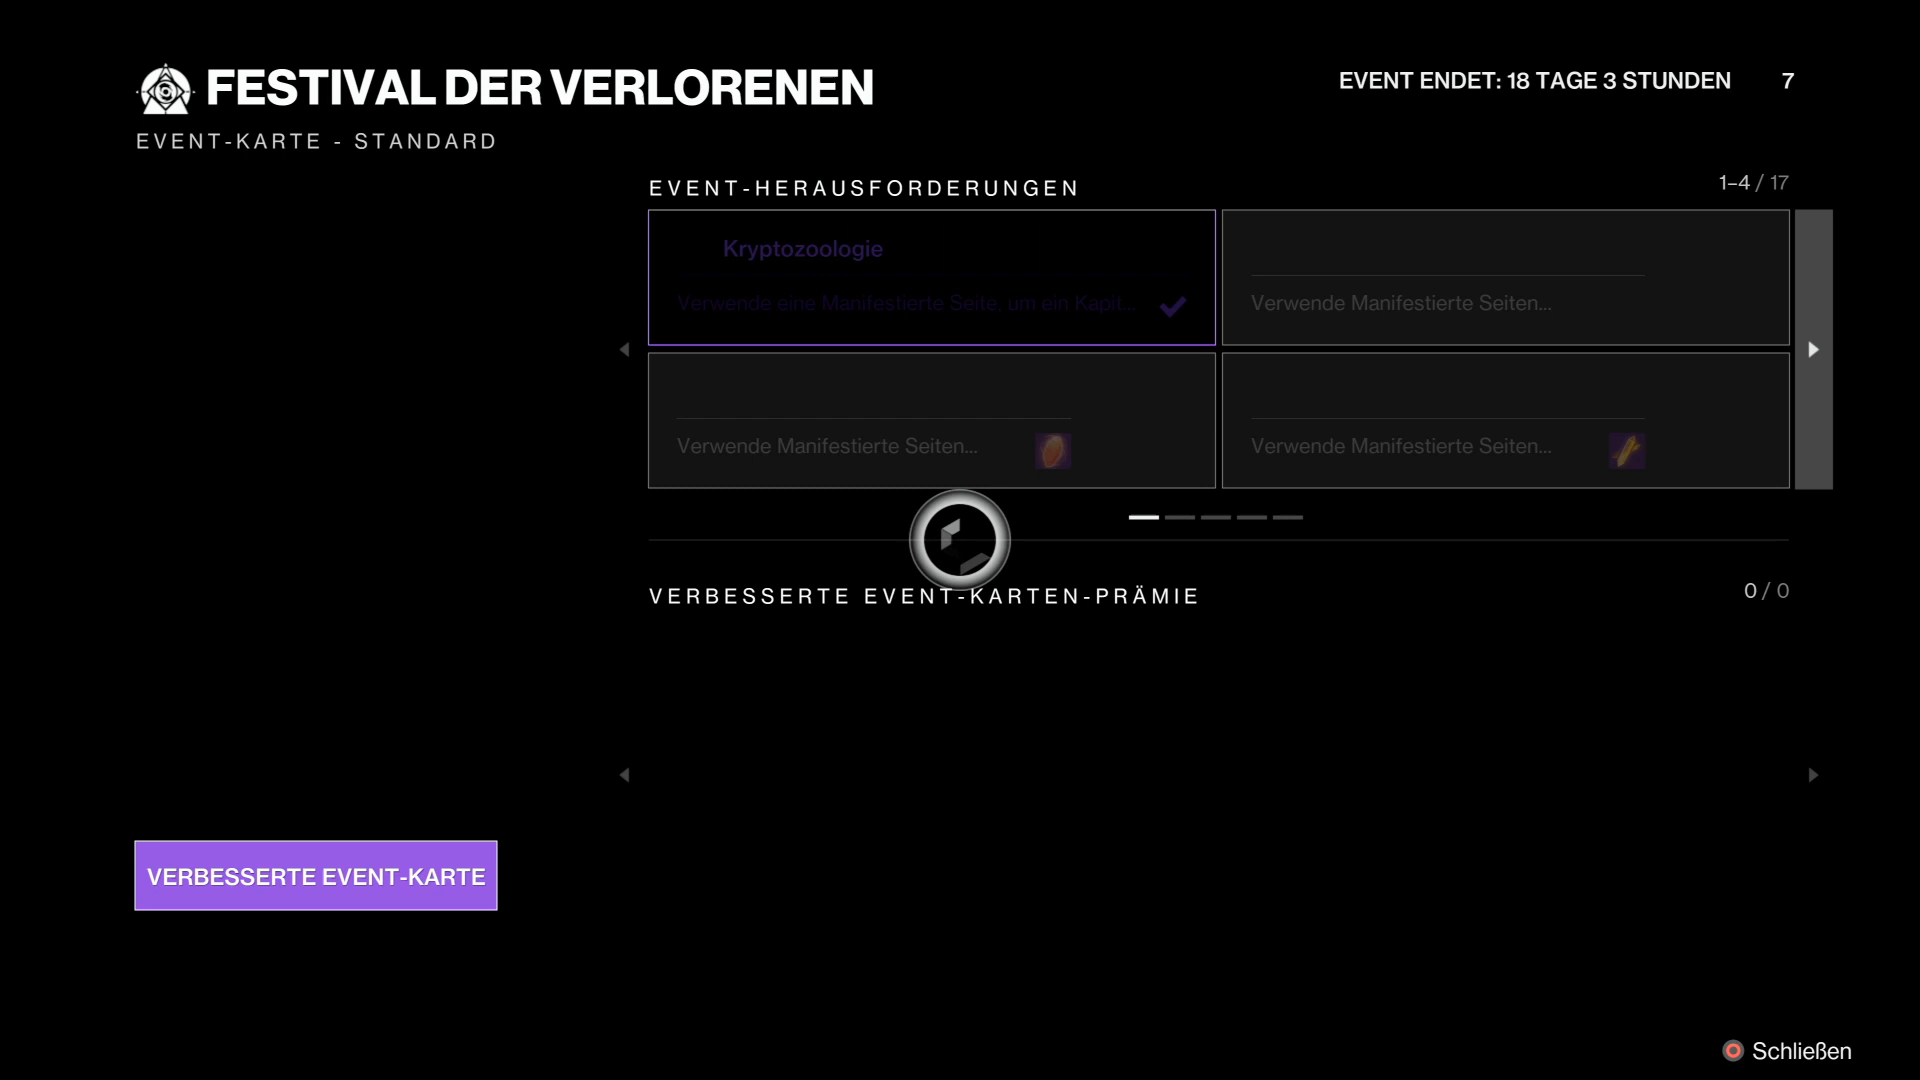 FESTIVAL DER VERLORENEN
EVENT-KARTE - STANDARD
EVENT ENDET: 18 TAGE 3 STUNDEN 7
EVENT-HERAUSFORDERUNGEN
1–4 / 17
Kryptozoologie
Verwende eine Manifestierte Seite, um ein Kapit...
Verwende Manifestierte Seiten...
Verwende Manifestierte Seiten...
Verwende Manifestierte Seiten...
VERBESSERTE EVENT-KARTEN-PRÄMIE
0 / 0
VERBESSERTE EVENT-KARTE
Schließen